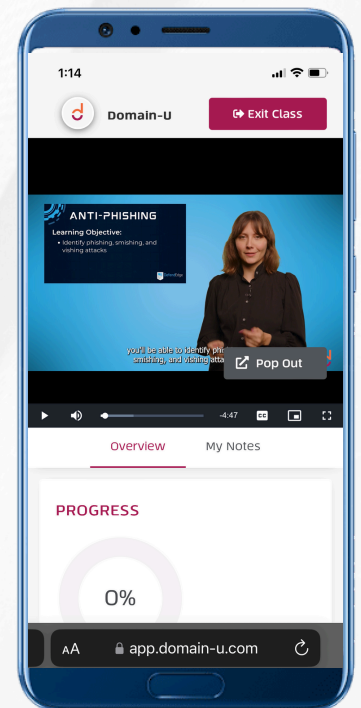 1:14
Domain-U
Exit Class
ANTI-PHISHING
Learning Objective:
• Identify phishing, smishing, and
vishing attacks
you'll be able to identify
smishing, and vishing
Pop Out
-4:47
CC
Overview
My Notes
PROGRESS
0%
AA
app.domain-u.com